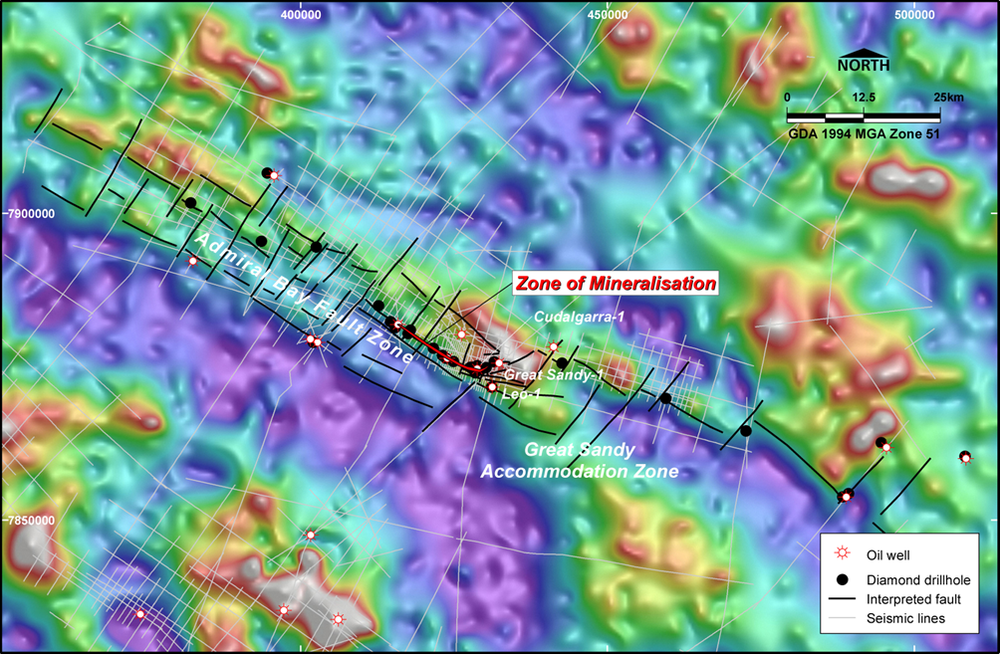 400000
450000
500000
NORTH
0 12.5 25km
GDA 1994 MGA Zone 51
7900000
Admiral Bay Fault Zone
Zone of Mineralisation
Cudalgarra-1
Great Sandy-1
Leo-1
Great Sandy
Accommodation Zone
7850000
Oil well
Diamond drillhole
Interpreted fault
Seismic lines